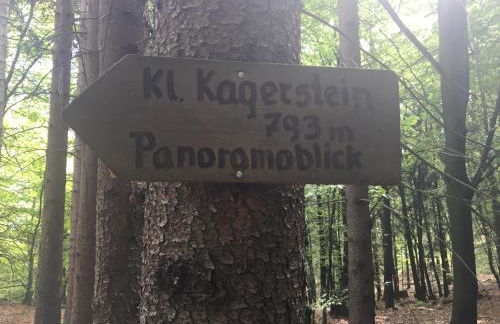 Kl. Kagerstein
793 m
Panoramablick